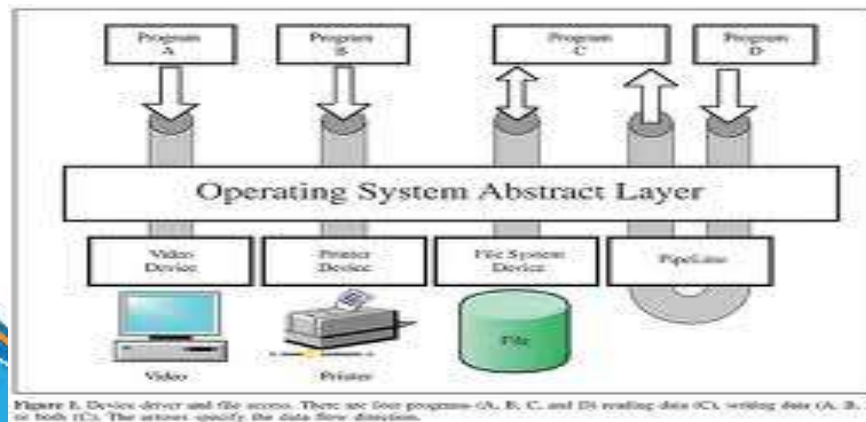 Program Program Program Program
A B C D
Operating System Abstract Layer
Video Printer File System PipeLine
Device Device Device
File
Video Printer
Figure 1. Device driver and file access. There are four programs (A, B, C, and D) reading data (C), writing data (A, B,
or both (C). The arrows specify the data flow direction.